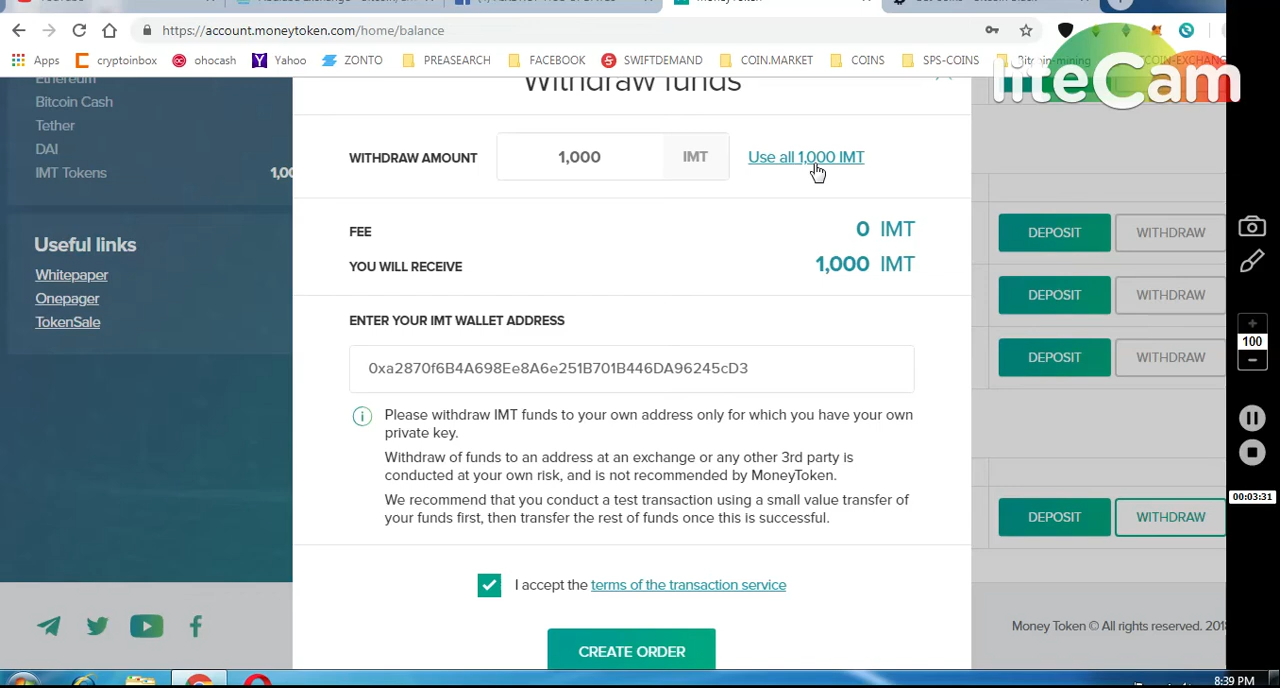 https://account.moneytoken.com/home/balance
Apps cryptoinbox ohocash Yahoo ZONTO PREASEARCH FACEBOOK SWIFTDEMAND COIN.MARKET COINS SPS-COINS
liteCam
Ethereum
Bitcoin Cash
Tether
DAI
IMT Tokens
Useful links
Whitepaper
Onepager
TokenSale
Withdraw funds
WITHDRAW AMOUNT 1,000 IMT Use all 1,000 IMT
FEE 0 IMT
YOU WILL RECEIVE 1,000 IMT
ENTER YOUR IMT WALLET ADDRESS
0xa2870f6B4A698Ee8A6e251B701B446DA96245cD3
Please withdraw IMT funds to your own address only for which you have your own
private key.
Withdraw of funds to an address at an exchange or any other 3rd party is
conducted at your own risk, and is not recommended by MoneyToken.
We recommend that you conduct a test transaction using a small value transfer of
your funds first, then transfer the rest of funds once this is successful.
I accept the terms of the transaction service
CREATE ORDER
DEPOSIT WITHDRAW
DEPOSIT WITHDRAW
DEPOSIT WITHDRAW
DEPOSIT WITHDRAW
Money Token © All rights reserved.
100
00:03:31
8:39 PM